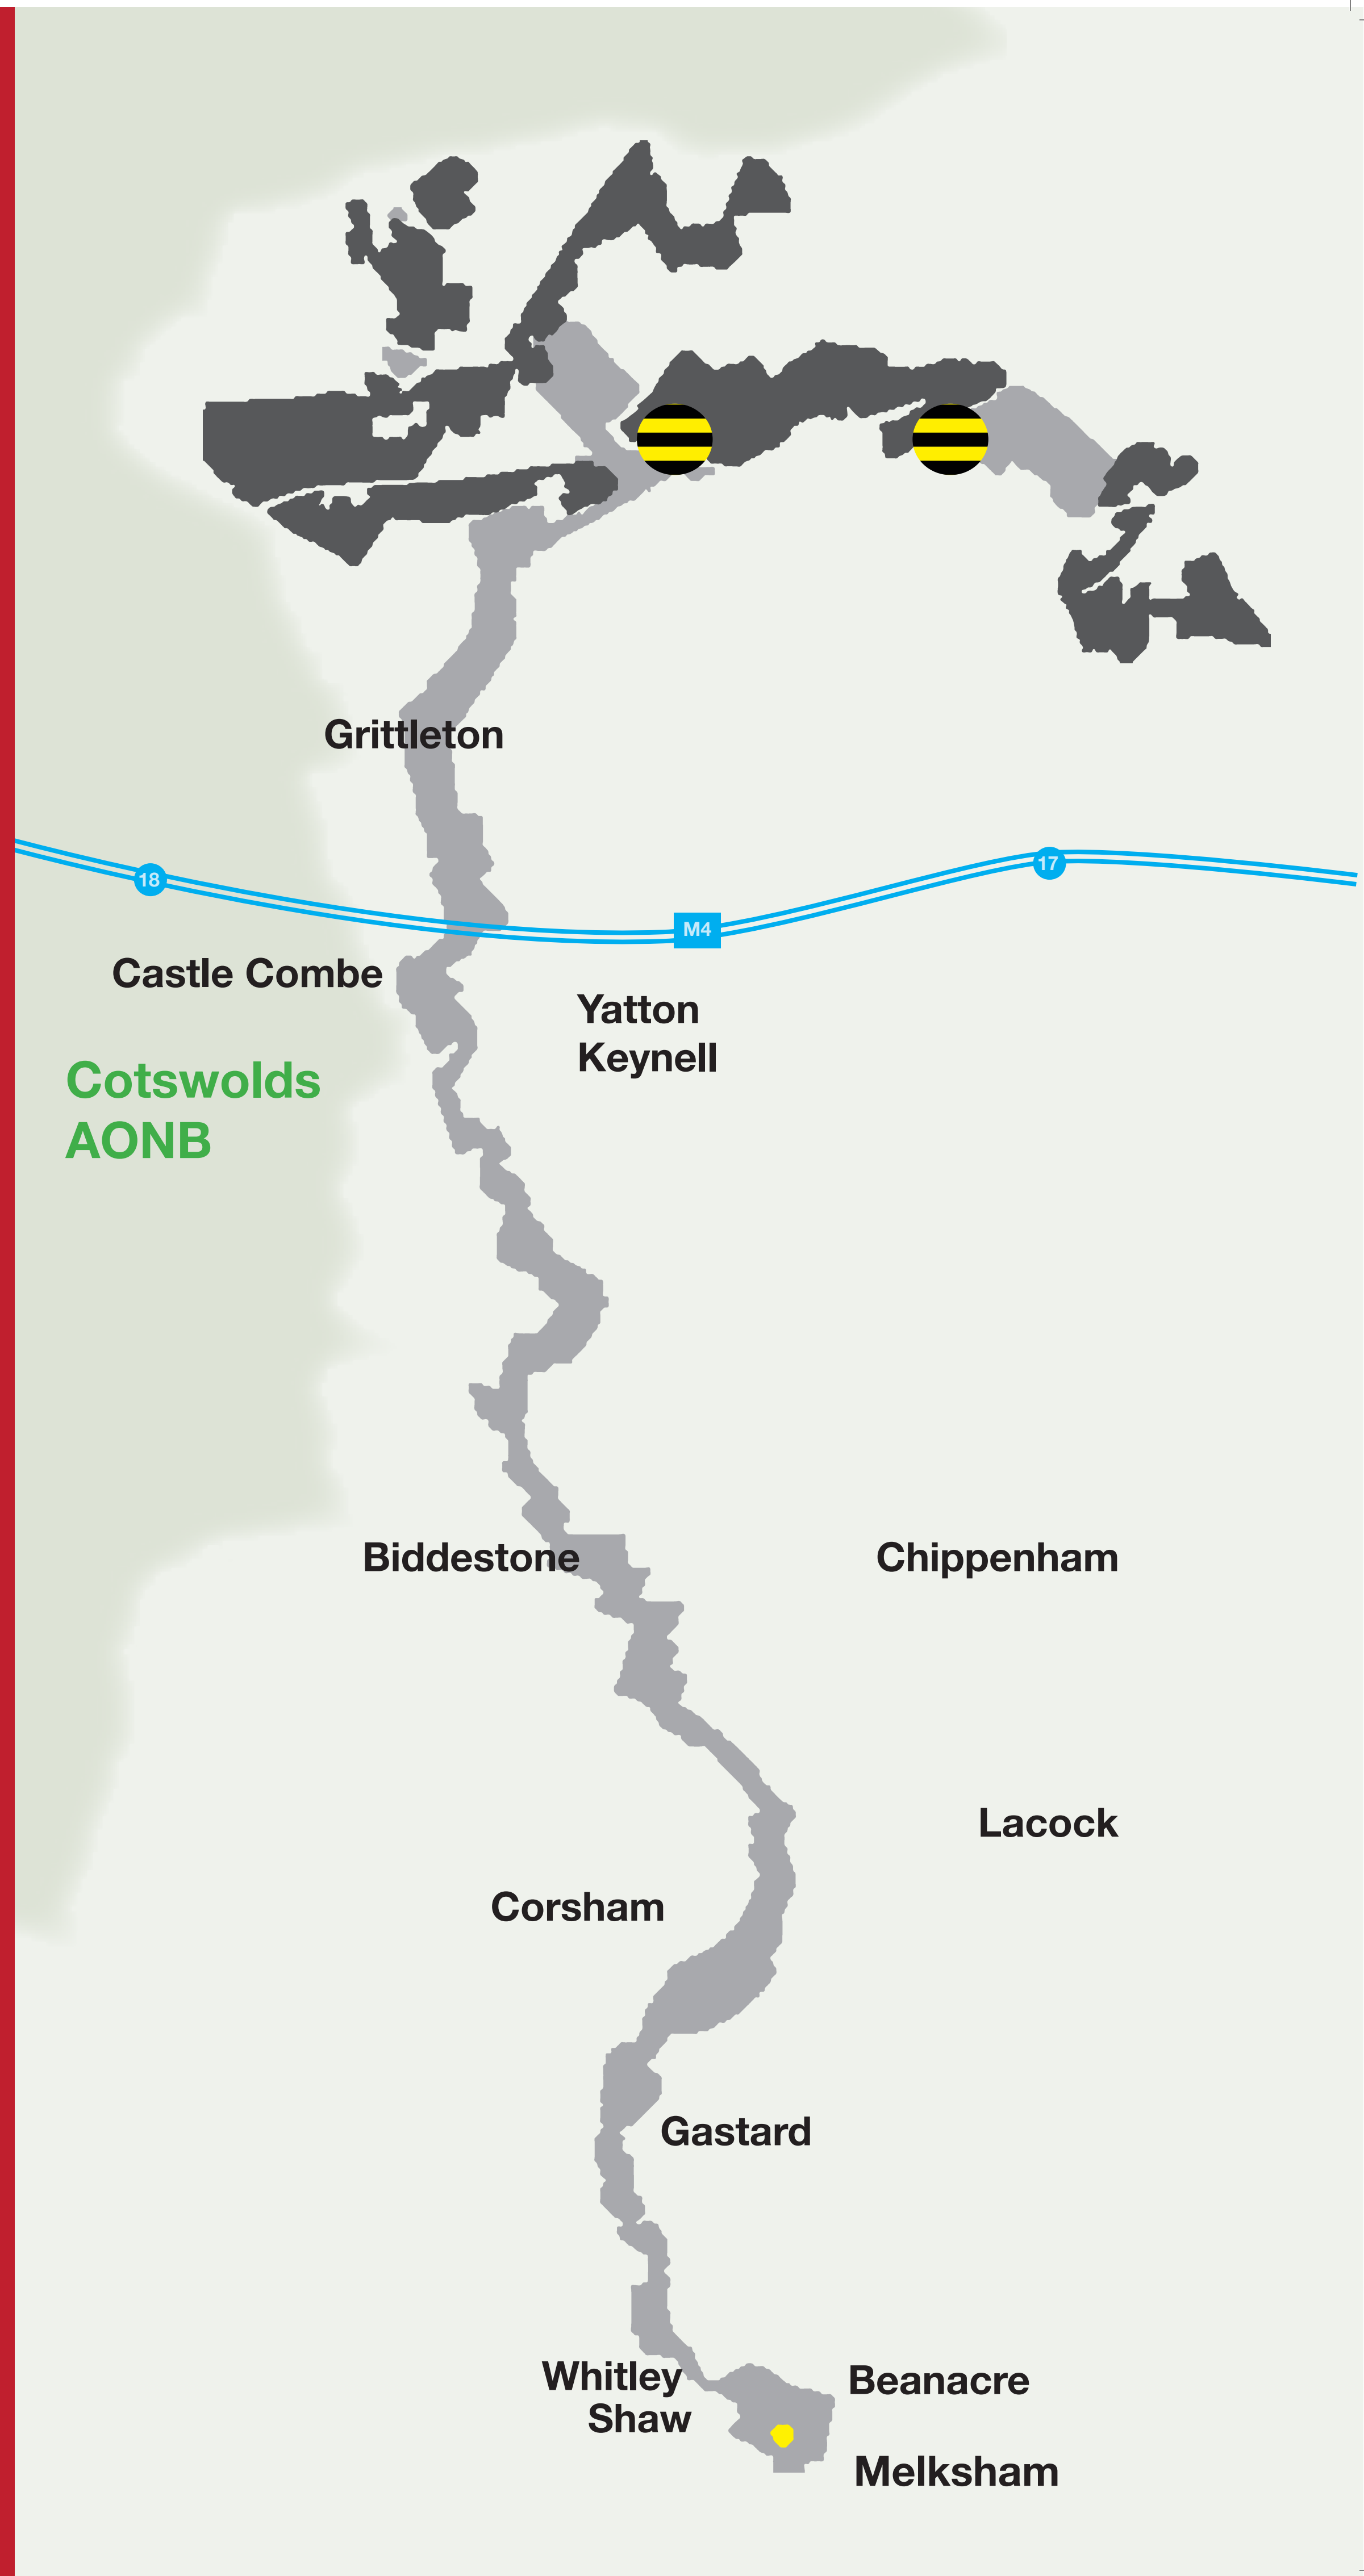 Grittleton
18
17
M4
Castle Combe
Yatton
Keynell
Cotswolds
AONB
Biddestone
Chippenham
Lacock
Corsham
Gastard
Whitley
Shaw
Beanacre
Melksham